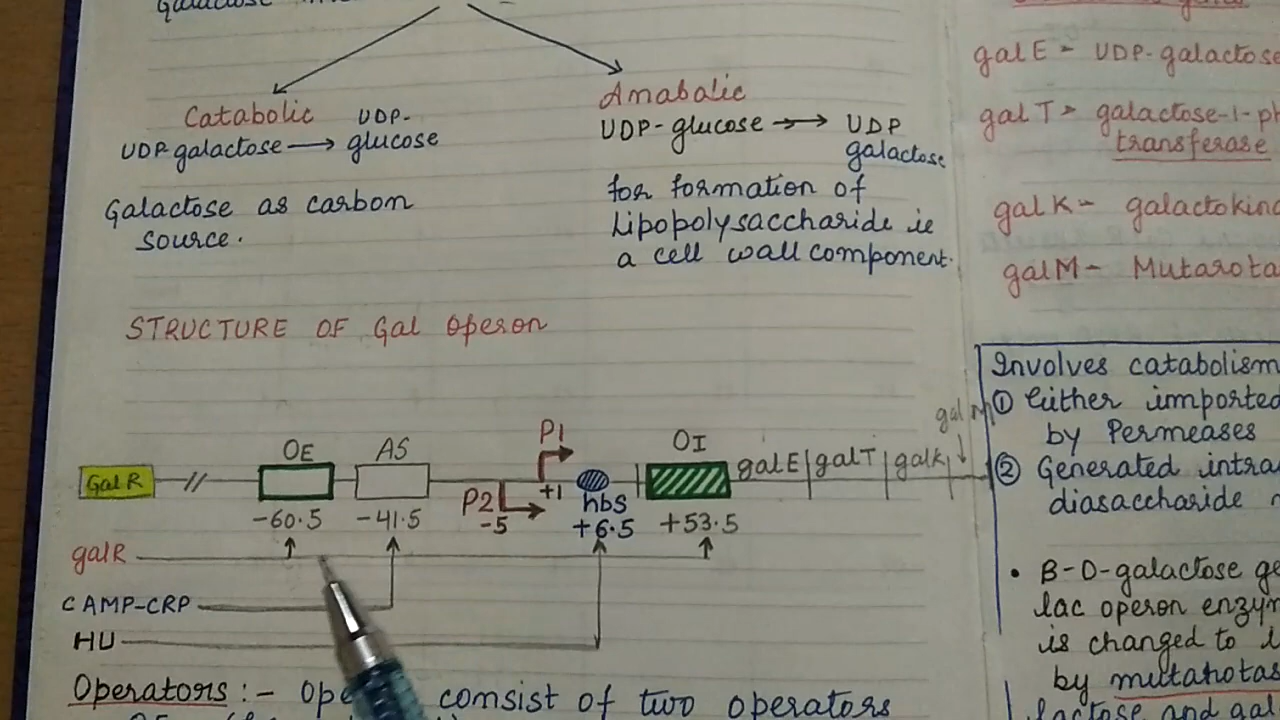 Catabolic
UDP galactose → UDP-glucose
Galactose as carbon
source.
Anabolic
UDP-glucose → UDP
galactose
for formation of
Lipopolysaccharide ie
a cell wall component.
galE - UDP-galactose
galT - galactose-1-ph
transferase
galK - galactokin
galM - Mutarota
STRUCTURE OF Gal Operon
GalR // OE AS P1 OI galE galT galK gal
P2 +1 hbs
-60.5 -41.5 -5 +6.5 +53.5
galR
CAMP-CRP
HU
Operators :- Ope consist of two operators
Involves catabolism
① Either imported
by Permeases
② Generated intra
diasaccharide
• B-D-galactose ge
lac operon enzym
is changed to
by mutarotas
lactose and gal